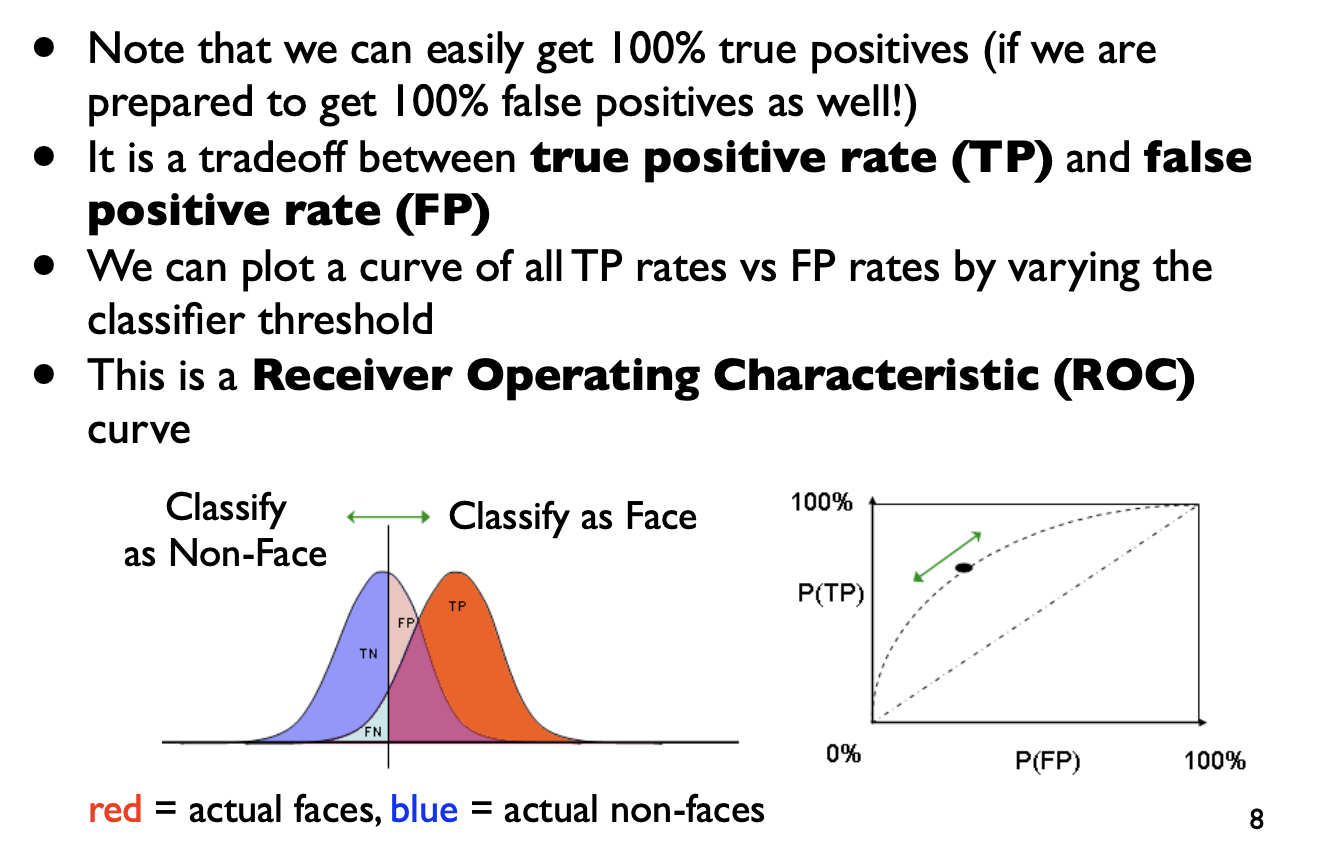 • Note that we can easily get 100% true positives (if we are
prepared to get 100% false positives as well!)
• It is a tradeoff between true positive rate (TP) and false
positive rate (FP)
• We can plot a curve of all TP rates vs FP rates by varying the
classifier threshold
• This is a Receiver Operating Characteristic (ROC)
curve
Classify
as Non-Face
Classify as Face
TN
FP
TP
FN
red = actual faces, blue = actual non-faces
100%
P(TP)
0%
P(FP)
100%
8